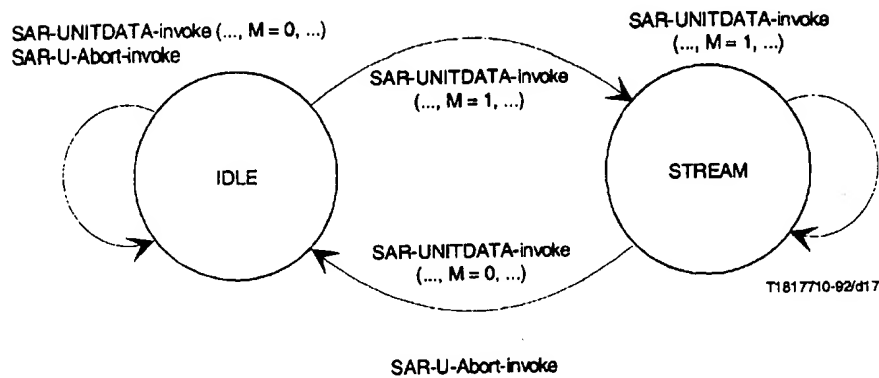 SAR-UNITDATA-invoke (..., M = 0, ...)
SAR-U-Abort-invoke
SAR-UNITDATA-invoke
(..., M = 1, ...)
SAR-UNITDATA-invoke
(..., M = 1, ...)
IDLE
STREAM
SAR-UNITDATA-invoke
(..., M = 0, ...)
T1817710-92/d17
SAR-U-Abort-invoke